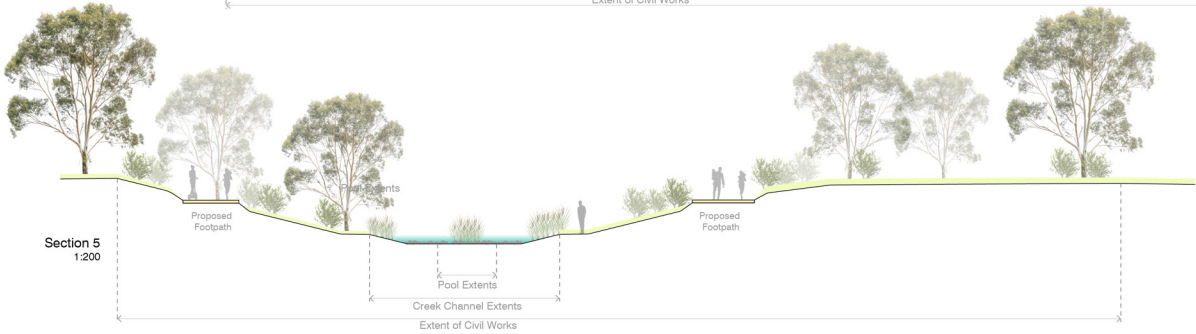 Extent of Civil Works
Pool Extents
Proposed
Footpath
Proposed
Footpath
Section 5
1:200
Pool Extents
Creek Channel Extents
Extent of Civil Works